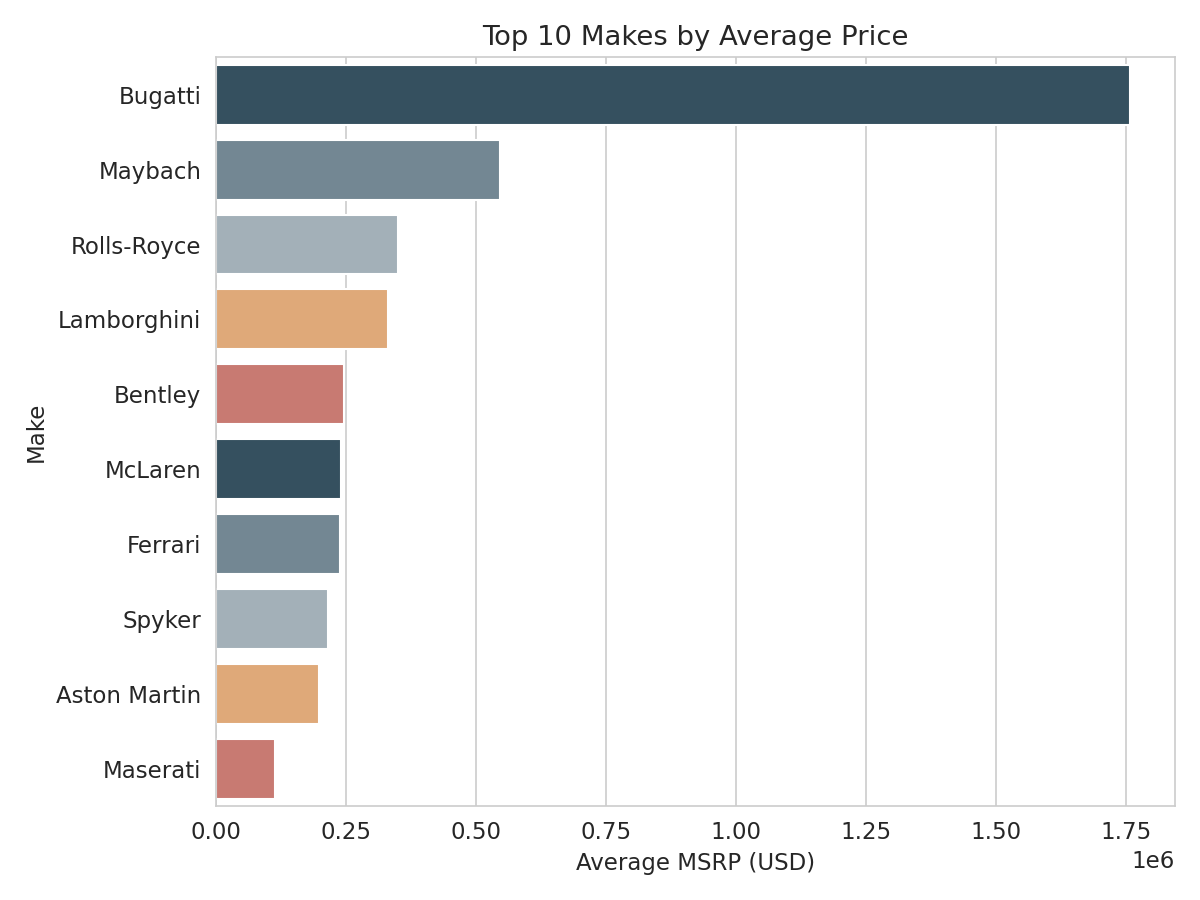 Top 10 Makes by Average Price
Make
Bugatti
Maybach
Rolls-Royce
Lamborghini
Bentley
McLaren
Ferrari
Spyker
Aston Martin
Maserati
0.00 0.25 0.50 0.75 1.00 1.25 1.50 1.75
1e6
Average MSRP (USD)